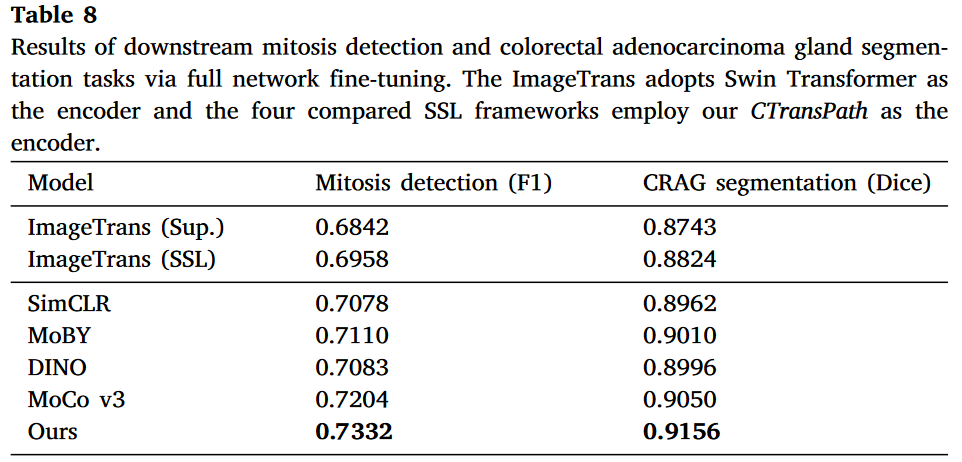 Table 8
Results of downstream mitosis detection and colorectal adenocarcinoma gland segmen-
tation tasks via full network fine-tuning. The ImageTrans adopts Swin Transformer as
the encoder and the four compared SSL frameworks employ our CTransPath as the
encoder.
Model Mitosis detection (F1) CRAG segmentation (Dice)
ImageTrans (Sup.) 0.6842 0.8743
ImageTrans (SSL) 0.6958 0.8824
SimCLR 0.7078 0.8962
MoBY 0.7110 0.9010
DINO 0.7083 0.8996
MoCo v3 0.7204 0.9050
Ours 0.7332 0.9156